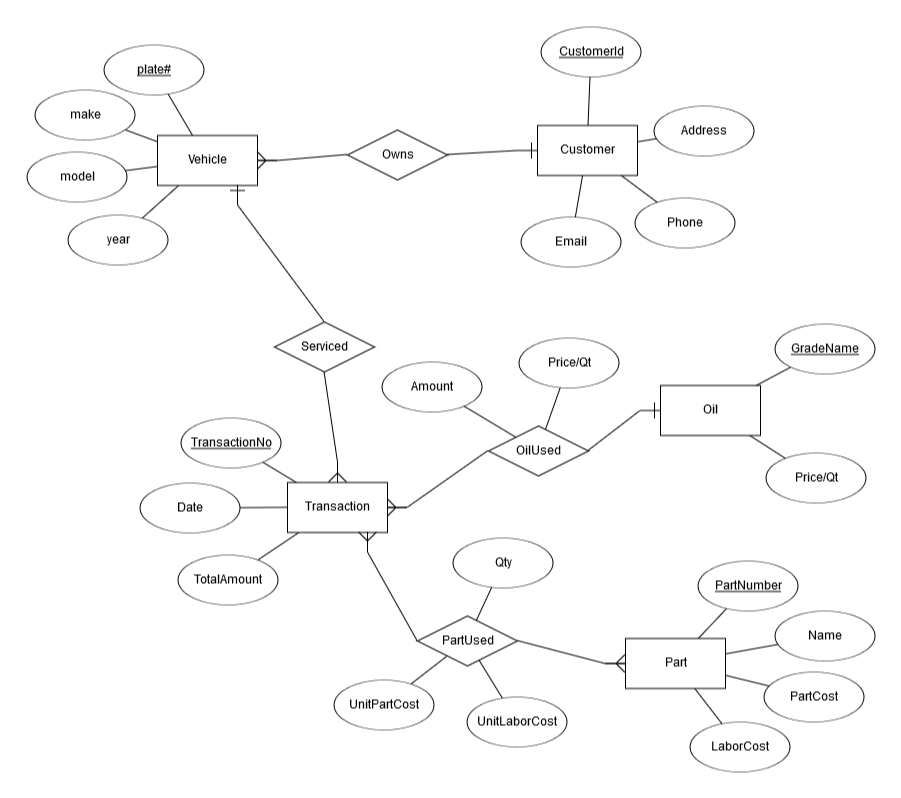 CustomerId
plate#
make
Address
Vehicle
Owns
Customer
model
Phone
year
Email
Serviced
GradeName
Price/Qt
Amount
Oil
TransactionNo
OilUsed
Price/Qt
Date
Transaction
Qty
TotalAmount
PartNumber
Name
PartUsed
Part
PartCost
UnitPartCost
UnitLaborCost
LaborCost